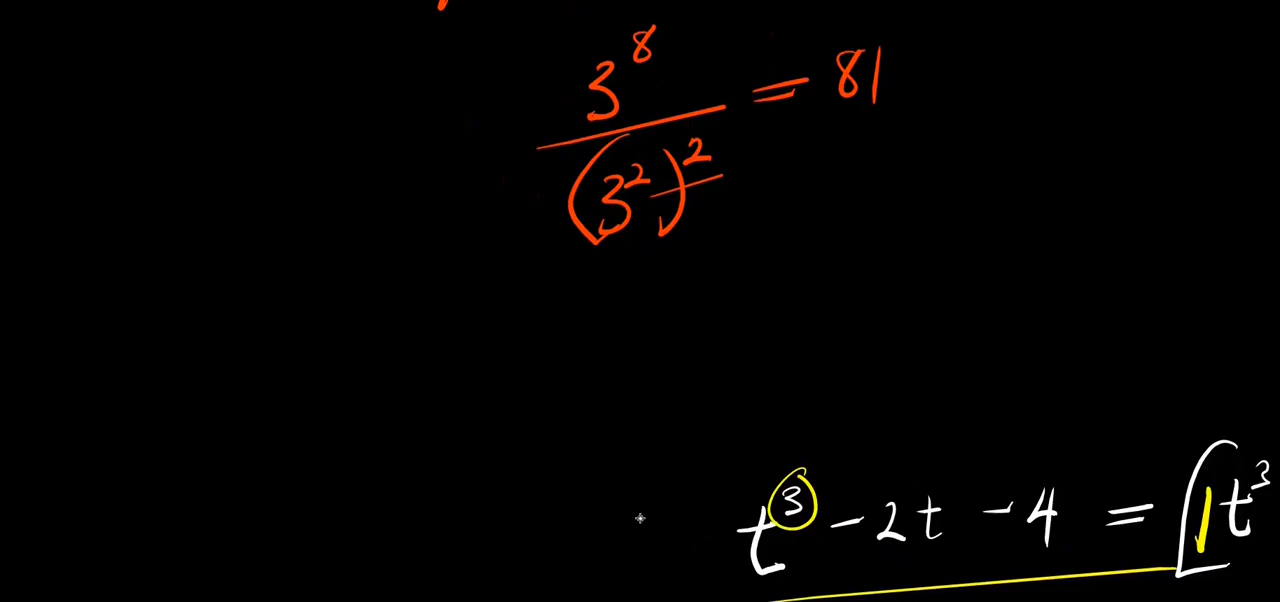 3^8
(3^2)^2 = 81
t^3 - 2t - 4 = [1t^3